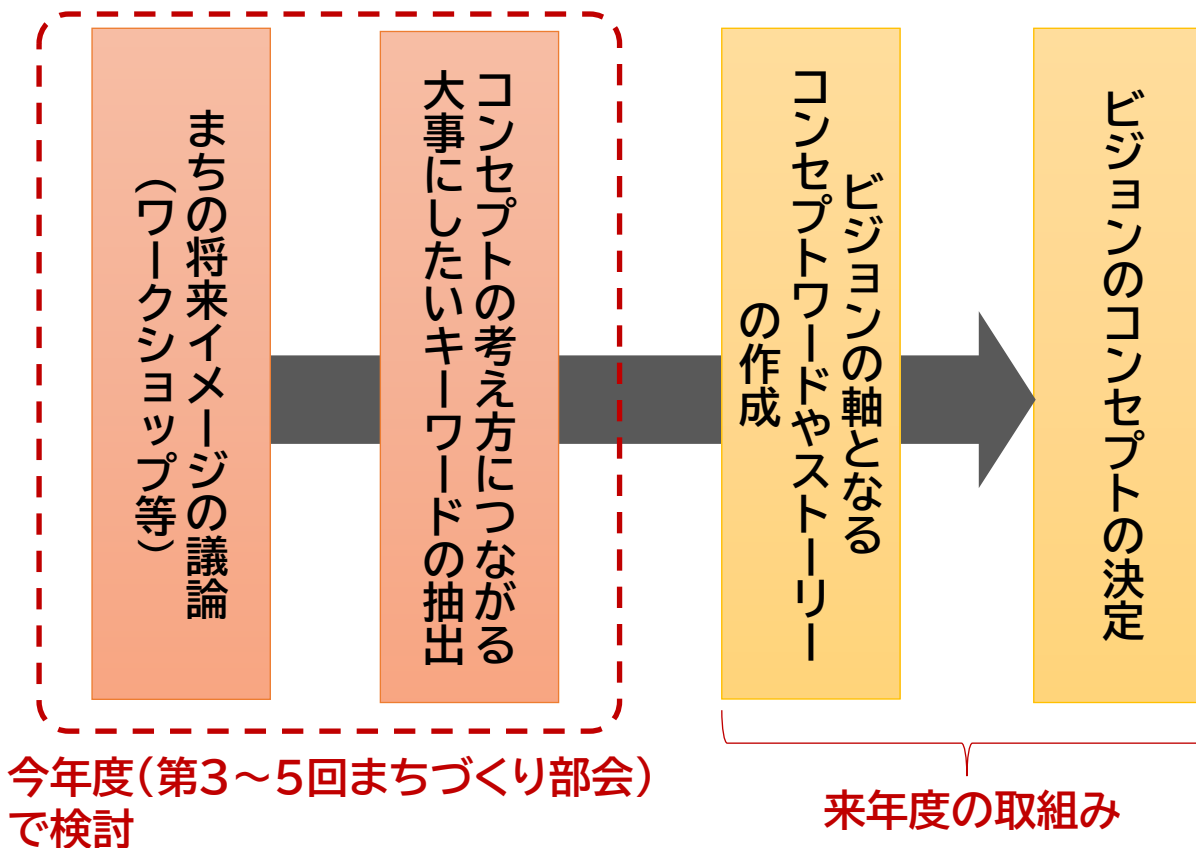 まちの将来イメージの議論
（ワークショップ等）
コンセプトの考え方につながる
大事にしたいキーワードの抽出
ビジョンの軸となる
コンセプトワードやストーリー
の作成
ビジョンのコンセプトの決定
今年度（第3～5回まちづくり部会）
で検討
来年度の取組み